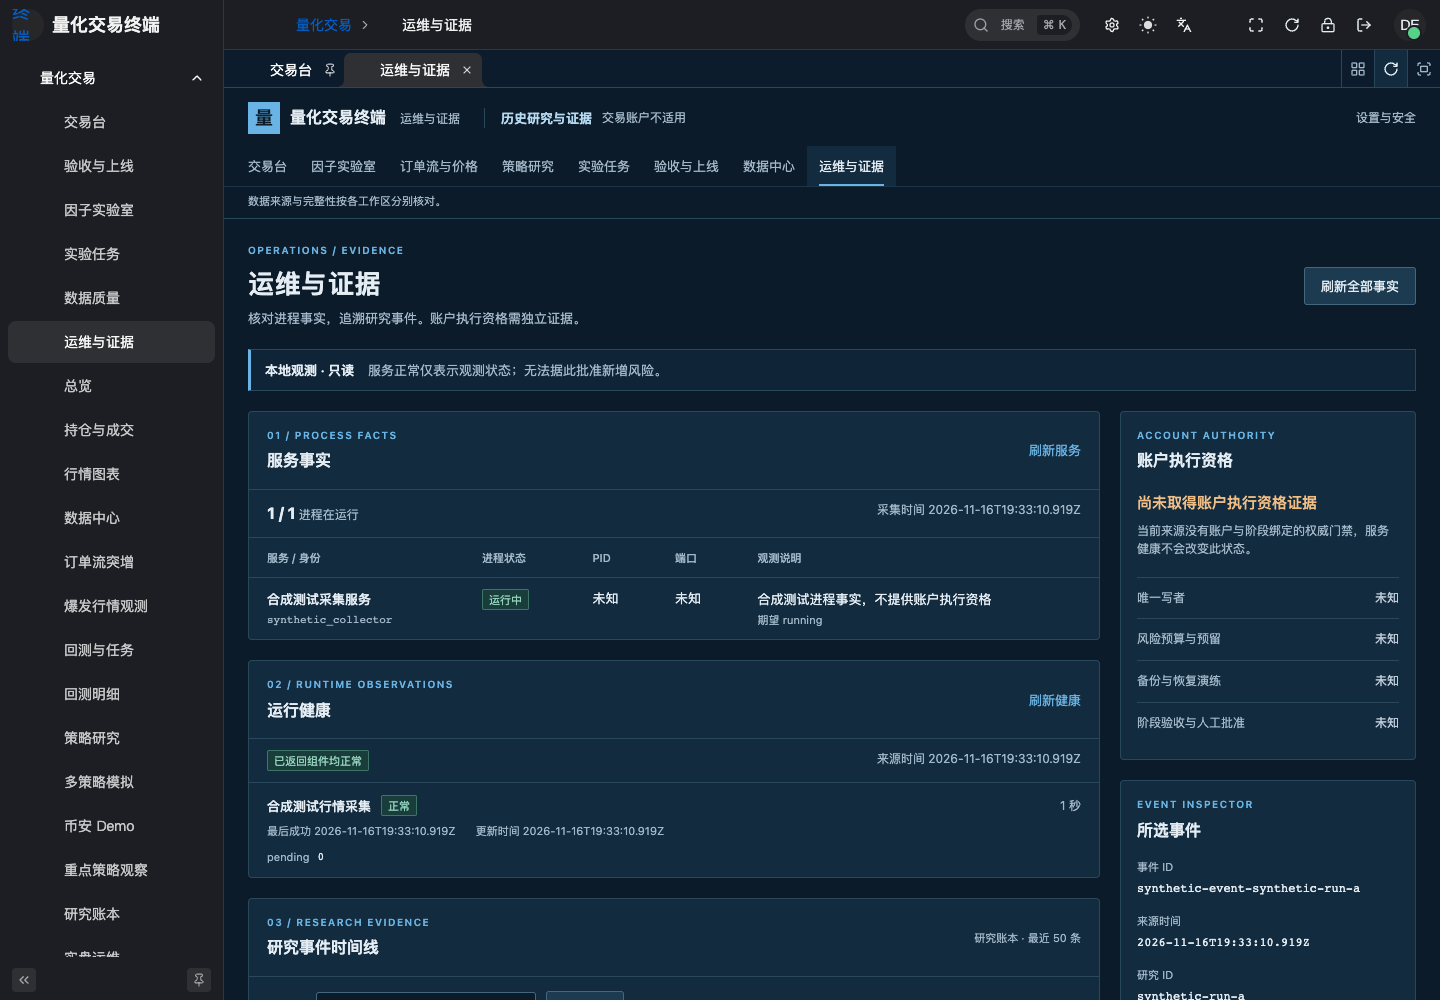 终端
量化交易终端
量化交易
交易台
验收与上线
因子实验室
实验任务
数据质量
运维与证据
总览
持仓与成交
行情图表
数据中心
订单流突增
爆发行情观测
回测与任务
回测明细
策略研究
多策略模拟
币安 Demo
重点策略观察
研究账本
实盘运维
量化交易
运维与证据
搜索 ⌘ K
DE
交易台
运维与证据
量
量化交易终端 运维与证据
历史研究与证据 交易账户不适用
设置与安全
交易台 因子实验室 订单流与价格 策略研究 实验任务 验收与上线 数据中心 运维与证据
数据来源与完整性按各工作区分别核对。
OPERATIONS / EVIDENCE
运维与证据
核对进程事实，追溯研究事件。账户执行资格需独立证据。
刷新全部事实
本地观测 · 只读 服务正常仅表示观测状态；无法据此批准新增风险。
01 / PROCESS FACTS
服务事实
刷新服务
1 / 1 进程在运行
采集时间 2026-11-16T19:33:10.919Z
服务 / 身份 进程状态 PID 端口 观测说明
合成测试采集服务 运行中 未知 未知 合成测试进程事实，不提供账户执行资格
synthetic_collector 期望 running
02 / RUNTIME OBSERVATIONS
运行健康
刷新健康
已返回组件均正常
来源时间 2026-11-16T19:33:10.919Z
合成测试行情采集 正常 1 秒
最后成功 2026-11-16T19:33:10.919Z 更新时间 2026-11-16T19:33:10.919Z
pending 0
03 / RESEARCH EVIDENCE
研究事件时间线
研究账本 · 最近 50 条
ACCOUNT AUTHORITY
账户执行资格
尚未取得账户执行资格证据
当前来源没有账户与阶段绑定的权威门禁，服务
健康不会改变此状态。
唯一写者 未知
风险预算与预留 未知
备份与恢复演练 未知
阶段验收与人工批准 未知
EVENT INSPECTOR
所选事件
事件 ID
synthetic-event-synthetic-run-a
来源时间
2026-11-16T19:33:10.919Z
研究 ID
synthetic-run-a